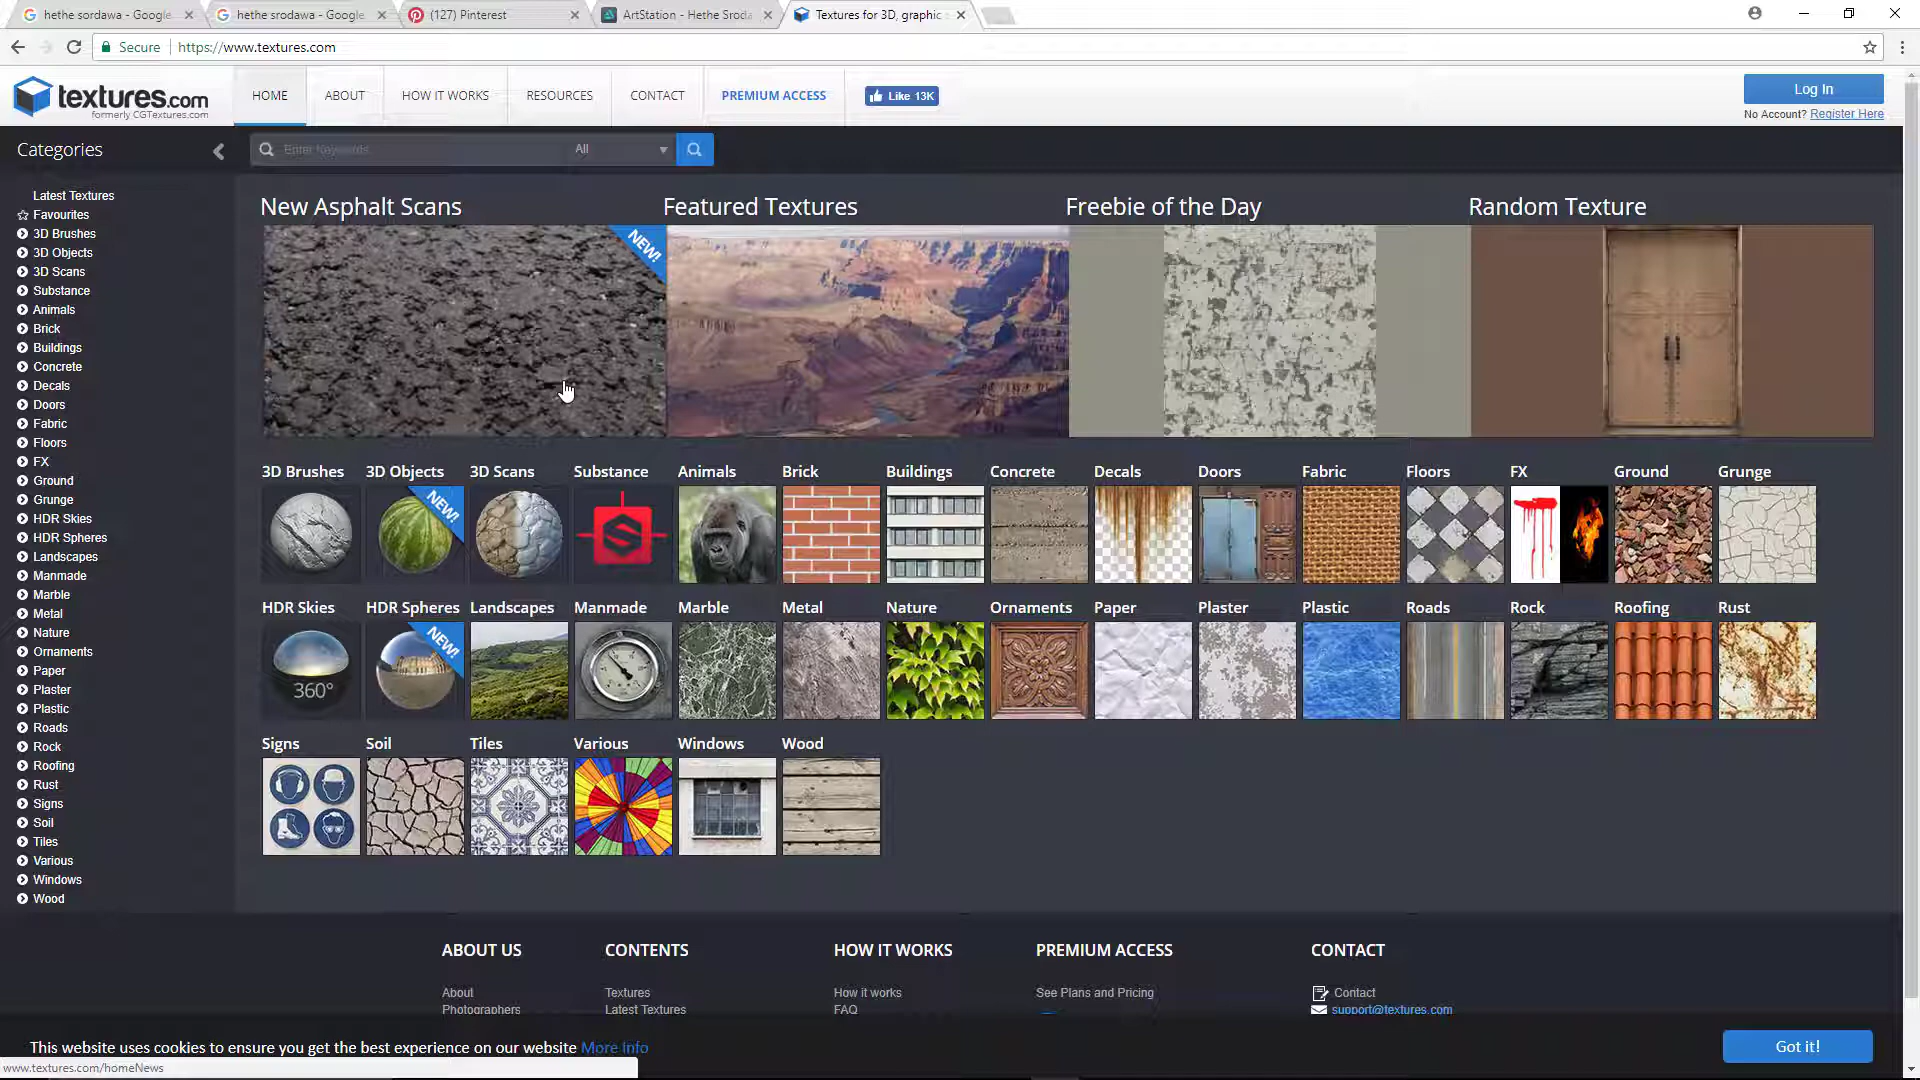 hethe sordawa - Google
hethe srodawa - Google
(127) Pinterest
ArtStation - Hethe Sroda
Textures for 3D, graphic
Secure
https://www.textures.com
textures.com
formerly CGTextures.com
HOME
ABOUT
HOW IT WORKS
RESOURCES
CONTACT
PREMIUM ACCESS
Like 13K
Log In
No Account? Register Here
Categories
Enter Keywords
All
Latest Textures
Favourites
3D Brushes
3D Objects
3D Scans
Substance
Animals
Brick
Buildings
Concrete
Decals
Doors
Fabric
Floors
FX
Ground
Grunge
HDR Skies
HDR Spheres
Landscapes
Manmade
Marble
Metal
Nature
Ornaments
Paper
Plaster
Plastic
Roads
Rock
Roofing
Rust
Signs
Soil
Tiles
Various
Windows
Wood
New Asphalt Scans
Featured Textures
Freebie of the Day
Random Texture
NEW!
3D Brushes
3D Objects
3D Scans
Substance
Animals
Brick
Buildings
Concrete
Decals
Doors
Fabric
Floors
FX
Ground
Grunge
NEW!
HDR Skies
HDR Spheres
Landscapes
Manmade
Marble
Metal
Nature
Ornaments
Paper
Plaster
Plastic
Roads
Rock
Roofing
Rust
360°
NEW!
Signs
Soil
Tiles
Various
Windows
Wood
ABOUT US
CONTENTS
HOW IT WORKS
PREMIUM ACCESS
CONTACT
About
Textures
How it works
See Plans and Pricing
Contact
Photographers
Latest Textures
FAQ
support@textures.com
This website uses cookies to ensure you get the best experience on our website More Info
Got it!
www.textures.com/homeNews